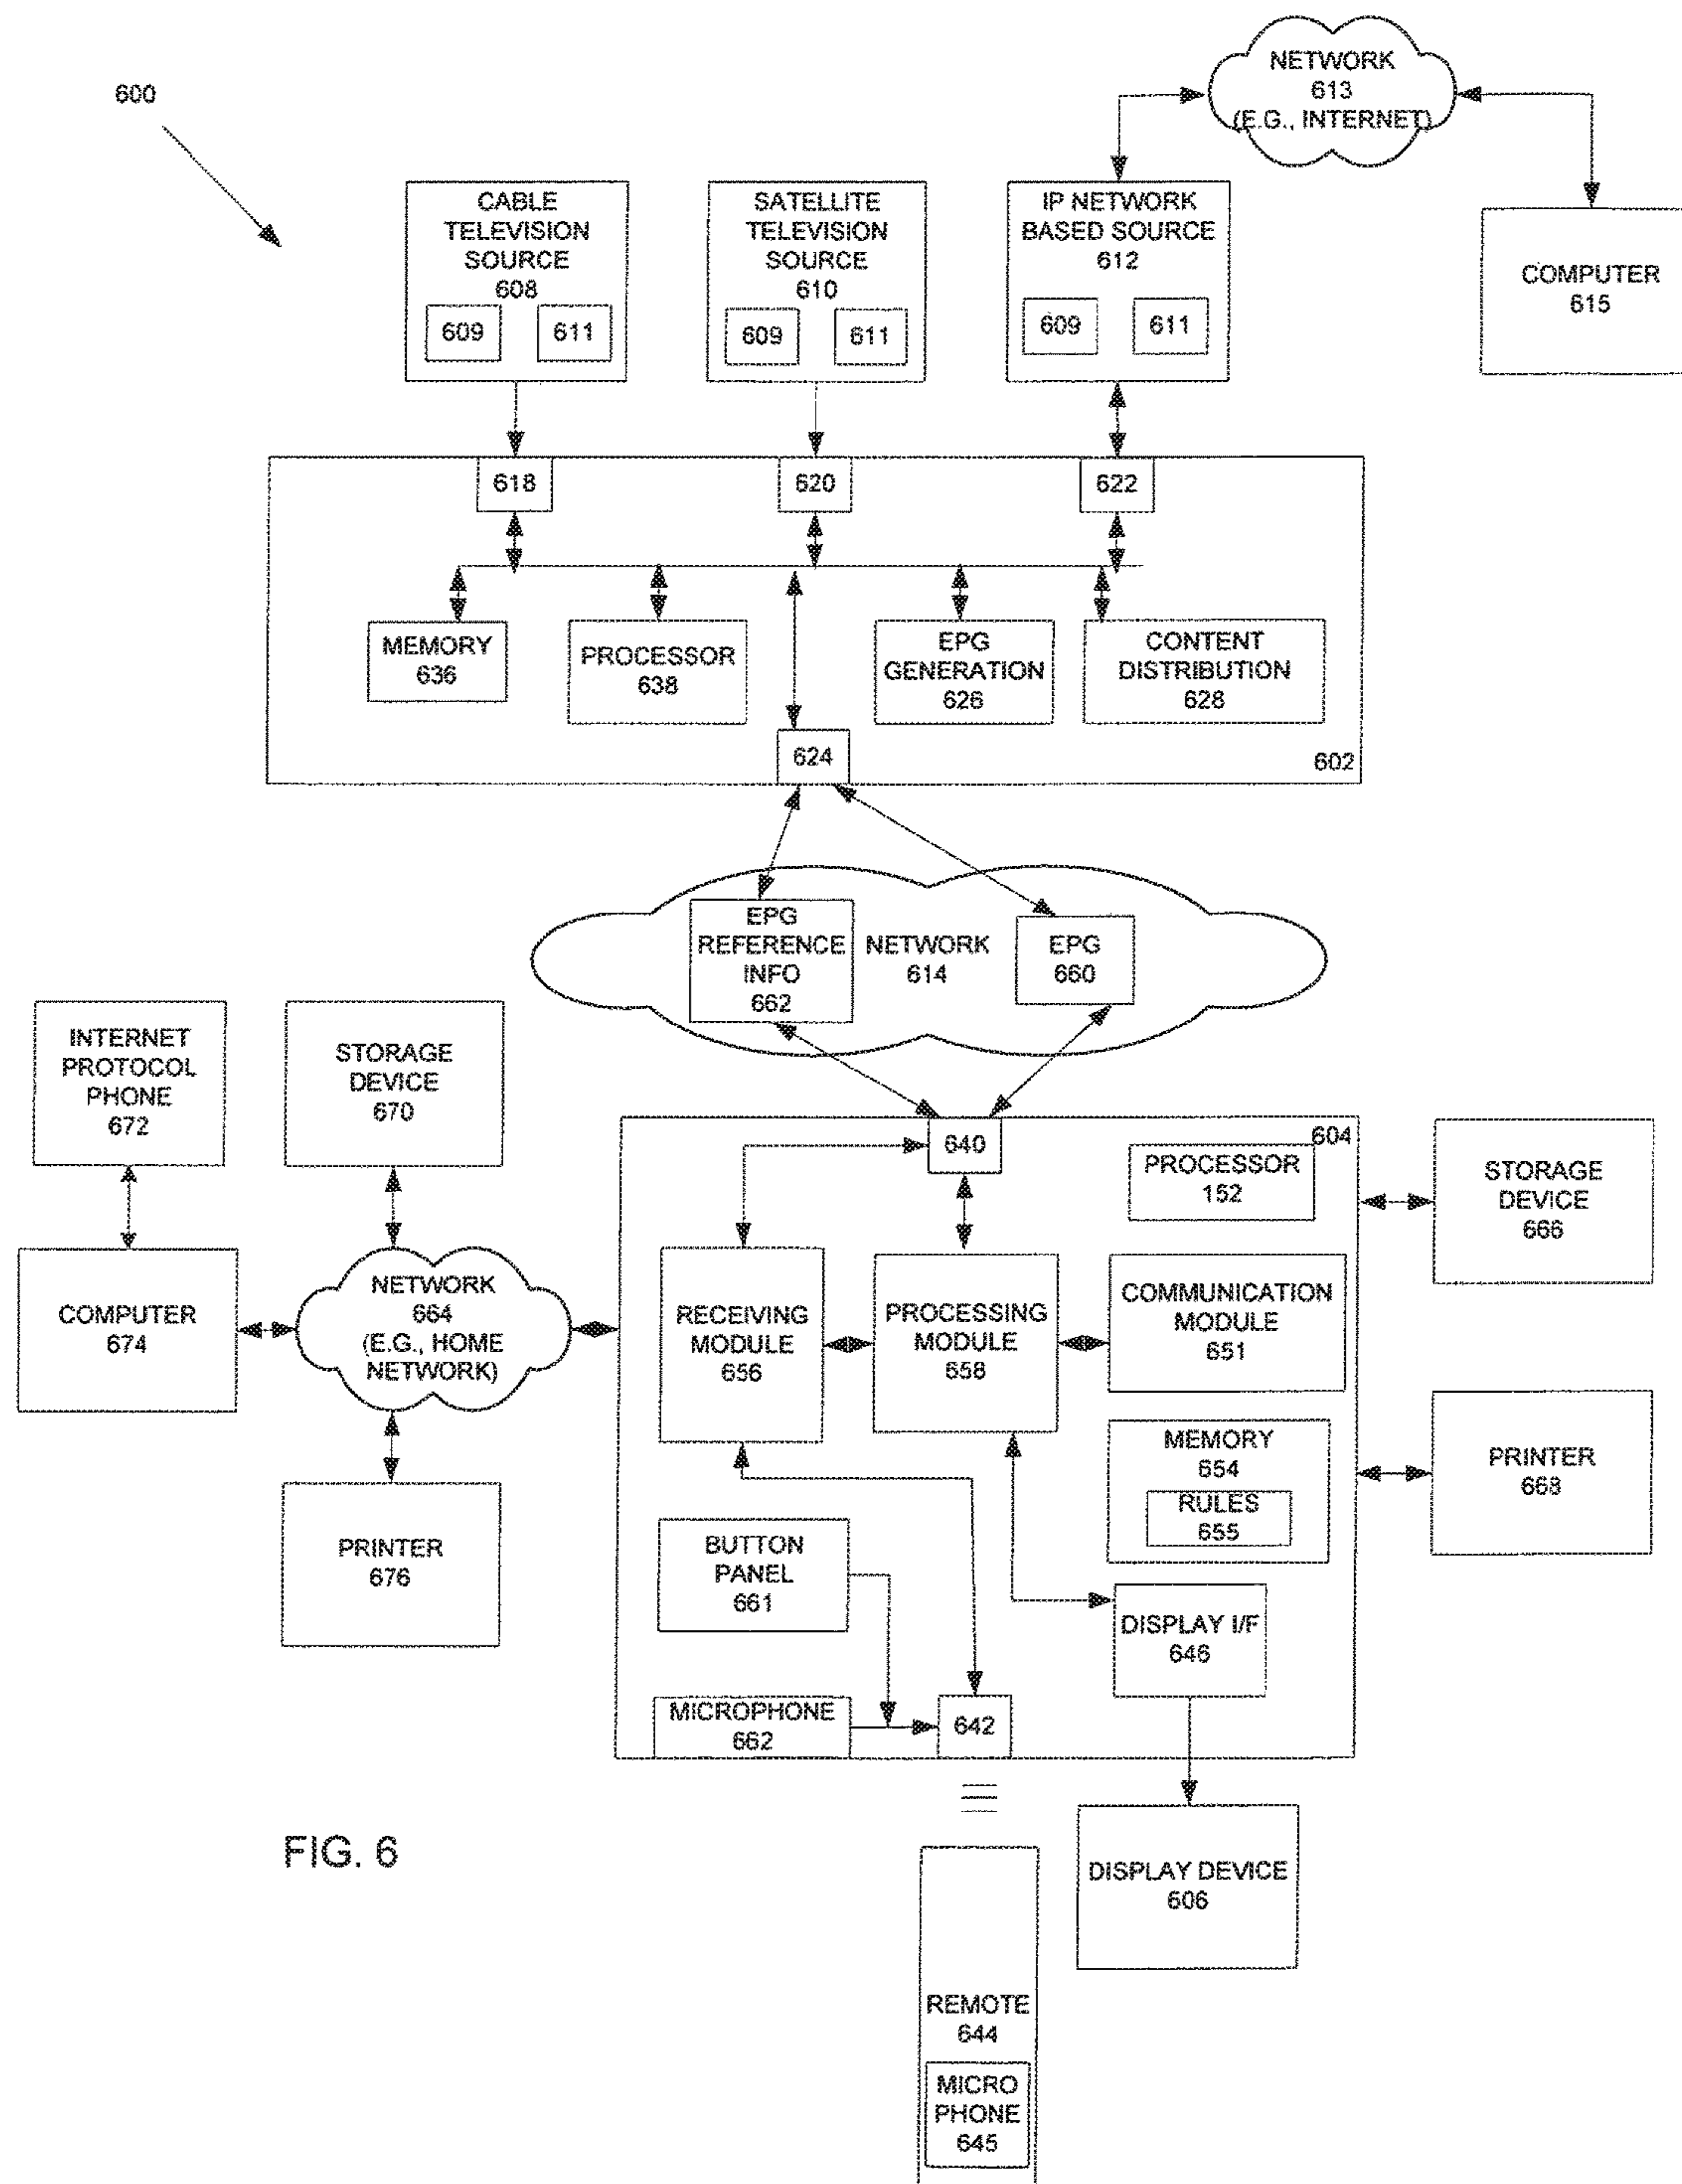 600
NETWORK
613
(E.G., INTERNET)
CABLE
TELEVISION
SOURCE
608
609
611
SATELLITE
TELEVISION
SOURCE
610
609
611
IP NETWORK
BASED SOURCE
612
609
611
COMPUTER
615
618
620
622
MEMORY
636
PROCESSOR
638
EPG
GENERATION
626
CONTENT
DISTRIBUTION
628
624
602
EPG
REFERENCE
INFO
662
NETWORK
614
EPG
660
INTERNET
PROTOCOL
PHONE
672
STORAGE
DEVICE
670
640
604
PROCESSOR
152
STORAGE
DEVICE
666
COMPUTER
674
NETWORK
664
(E.G., HOME
NETWORK)
RECEIVING
MODULE
656
PROCESSING
MODULE
658
COMMUNICATION
MODULE
651
MEMORY
654
RULES
655
PRINTER
668
PRINTER
676
BUTTON
PANEL
661
DISPLAY I/F
646
MICROPHONE
662
642
FIG. 6
DISPLAY DEVICE
606
REMOTE
644
MICRO
PHONE
645